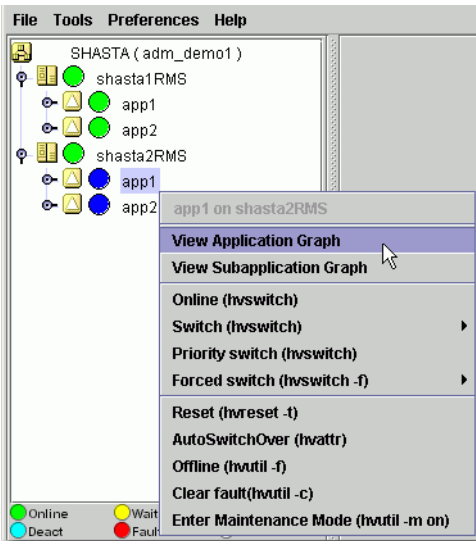 File Tools Preferences Help
SHASTA ( adm_demo1 )
shasta1RMS
app1
app2
shasta2RMS
app1
app2
app1 on shasta2RMS
View Application Graph
View Subapplication Graph
Online (hvswitch)
Switch (hvswitch)
Priority switch (hvswitch)
Forced switch (hvswitch -f)
Reset (hvreset -t)
AutoSwitchOver (hvattr)
Offline (hvutil -f)
Clear fault(hvutil -c)
Enter Maintenance Mode (hvutil -m on)
Online Wait
Deact Faul